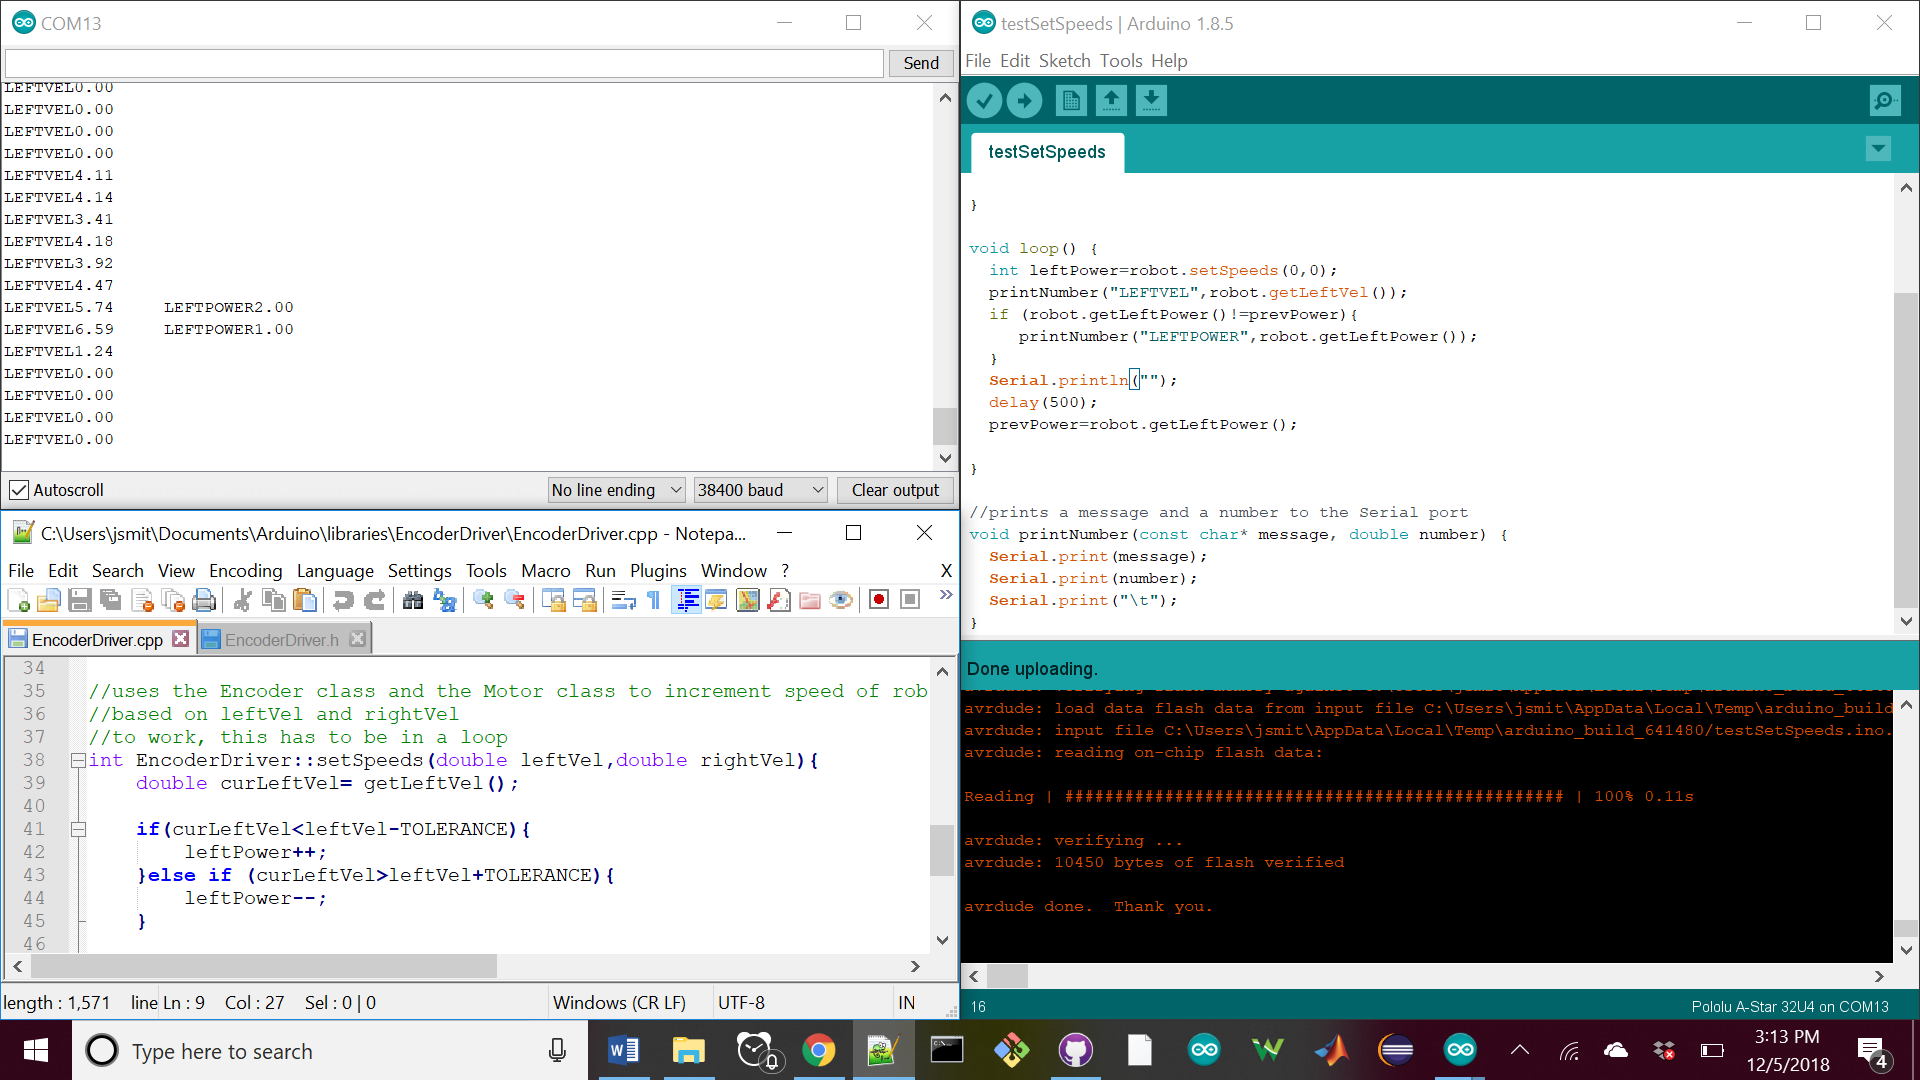 COM13
Send
LEFTVEL0.00
LEFTVEL0.00
LEFTVEL0.00
LEFTVEL0.00
LEFTVEL4.11
LEFTVEL4.14
LEFTVEL3.41
LEFTVEL4.18
LEFTVEL3.92
LEFTVEL4.47
LEFTVEL5.74 LEFTPOWER2.00
LEFTVEL6.59 LEFTPOWER1.00
LEFTVEL1.24
LEFTVEL0.00
LEFTVEL0.00
LEFTVEL0.00
LEFTVEL0.00
Autoscroll No line ending 38400 baud Clear output
C:\Users\jsmit\Documents\Arduino\libraries\EncoderDriver\EncoderDriver.cpp - Notepa...
File Edit Search View Encoding Language Settings Tools Macro Run Plugins Window ? X
EncoderDriver.cpp EncoderDriver.h
34
35 //uses the Encoder class and the Motor class to increment speed of rob
36 //based on leftVel and rightVel
37 //to work, this has to be in a loop
38 int EncoderDriver::setSpeeds(double leftVel,double rightVel){
39 double curLeftVel= getLeftVel();
40
41 if(curLeftVel<leftVel-TOLERANCE){
42 leftPower++;
43 }else if (curLeftVel>leftVel+TOLERANCE){
44 leftPower--;
45 }
46
length : 1,571 line Ln : 9 Col : 27 Sel : 0 | 0 Windows (CR LF) UTF-8 IN
testSetSpeeds | Arduino 1.8.5
File Edit Sketch Tools Help
testSetSpeeds
}
void loop() {
int leftPower=robot.setSpeeds(0,0);
printNumber("LEFTVEL",robot.getLeftVel());
if (robot.getLeftPower()!=prevPower){
printNumber("LEFTPOWER",robot.getLeftPower());
}
Serial.println("");
delay(500);
prevPower=robot.getLeftPower();
}
//prints a message and a number to the Serial port
void printNumber(const char* message, double number) {
Serial.print(message);
Serial.print(number);
Serial.print("\t");
}
Done uploading.
avrdude: load data flash data from input file C:\Users\jsmit\AppData\Local\Temp\arduino_build
avrdude: input file C:\Users\jsmit\AppData\Local\Temp\arduino_build_641480/testSetSpeeds.ino.
avrdude: reading on-chip flash data:
Reading | ################################################## | 100% 0.11s
avrdude: verifying ...
avrdude: 10450 bytes of flash verified
avrdude done. Thank you.
16 Pololu A-Star 32U4 on COM13
Type here to search
3:13 PM
12/5/2018
4